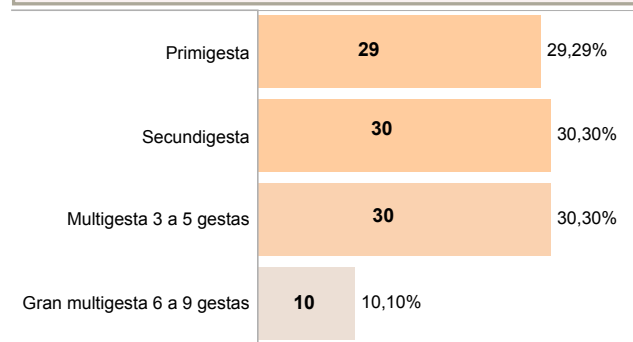 Primigesta 29 29,29%
Secundigesta 30 30,30%
Multigesta 3 a 5 gestas 30 30,30%
Gran multigesta 6 a 9 gestas 10 10,10%